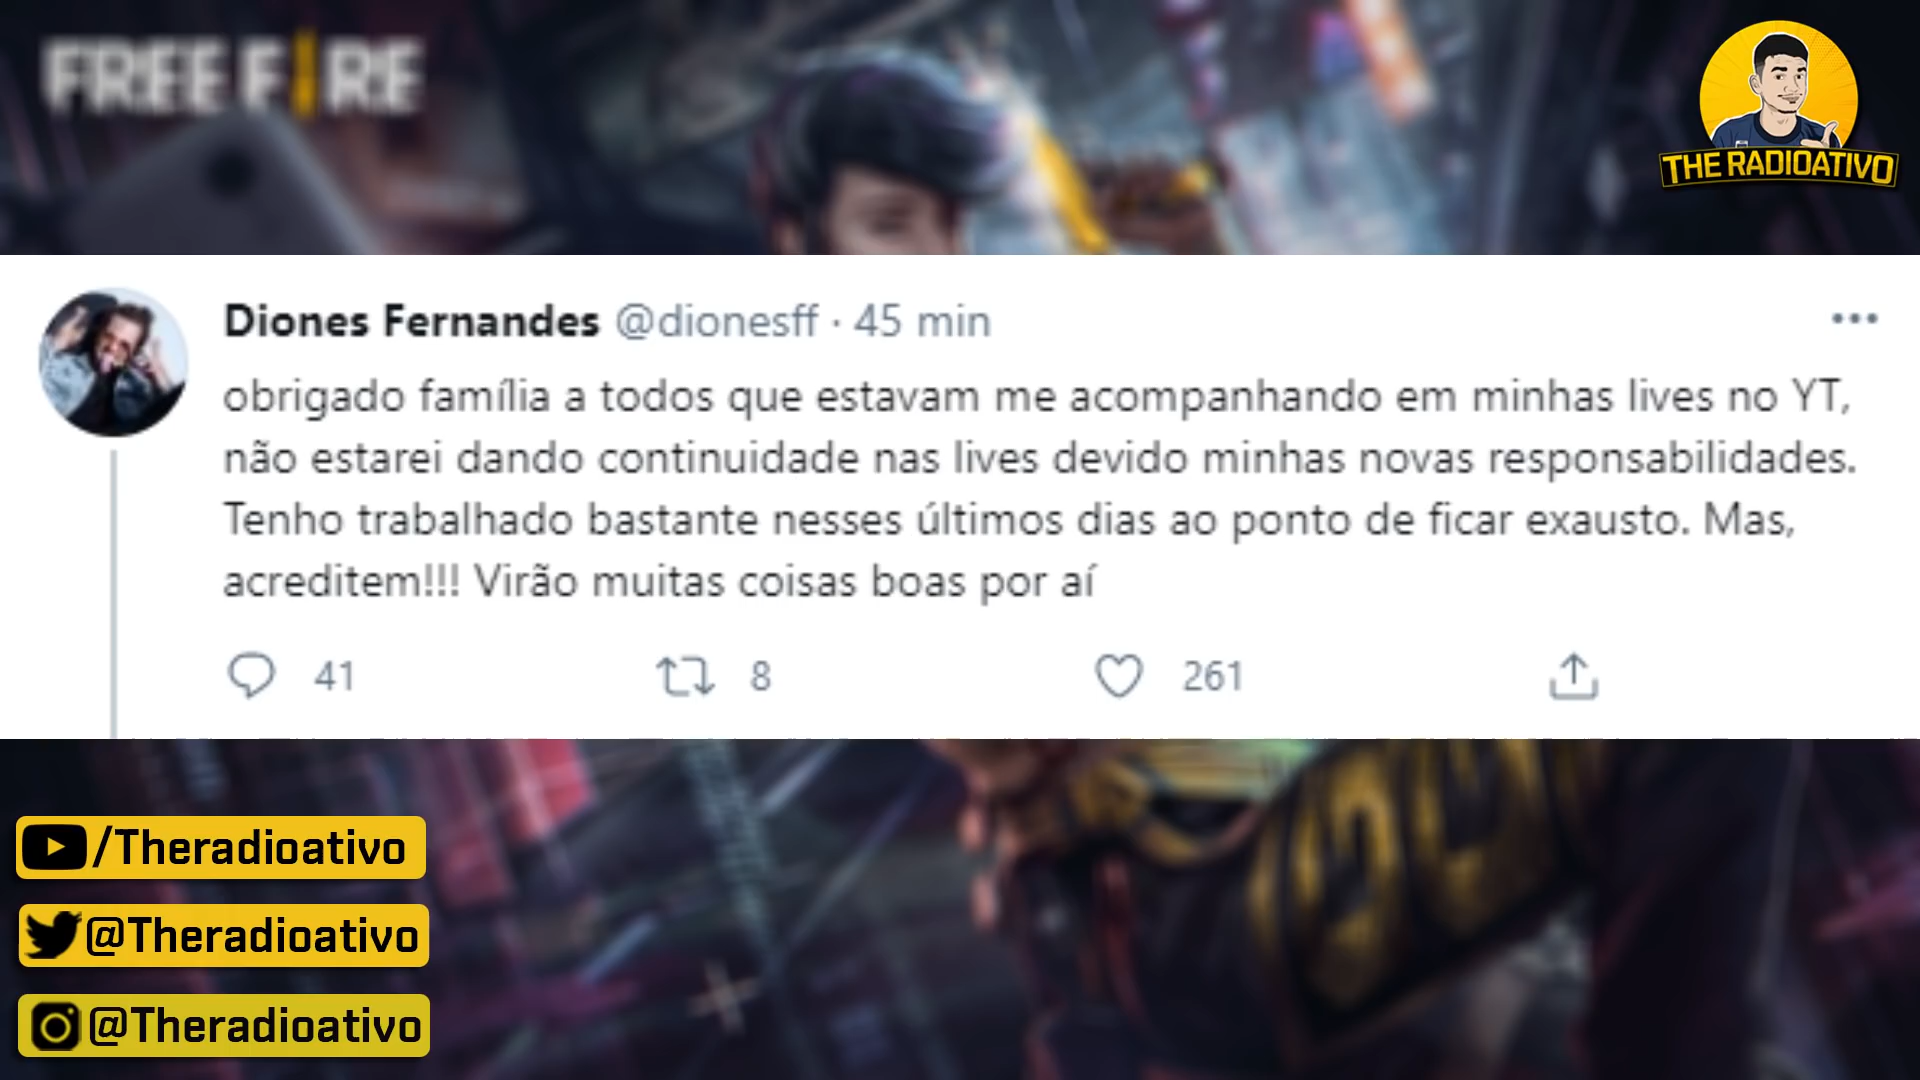 FREE FIRE
THE RADIOATIVO
Diones Fernandes @dionesff · 45 min
obrigado família a todos que estavam me acompanhando em minhas lives no YT,
não estarei dando continuidade nas lives devido minhas novas responsabilidades.
Tenho trabalhado bastante nesses últimos dias ao ponto de ficar exausto. Mas,
acreditem!!! Virão muitas coisas boas por aí
41 8 261
/Theradioativo
@Theradioativo
@Theradioativo